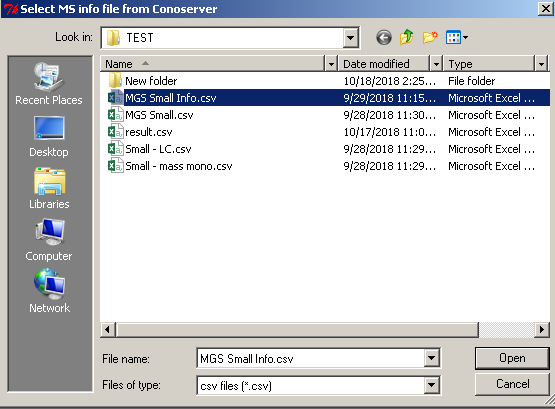 Select MS info file from Conoserver
Look in: TEST
Name Date modified Type
New folder 10/18/2018 2:25... File folder
MGS Small Info.csv 9/29/2018 11:15... Microsoft Excel ...
MGS Small.csv 9/28/2018 11:30... Microsoft Excel ...
result.csv 10/17/2018 11:0... Microsoft Excel ...
Small - LC.csv 9/28/2018 11:29... Microsoft Excel ...
Small - mass mono.csv 9/28/2018 11:29... Microsoft Excel ...
Recent Places
Desktop
Libraries
Computer
Network
File name: MGS Small Info.csv Open
Files of type: csv files (*.csv) Cancel